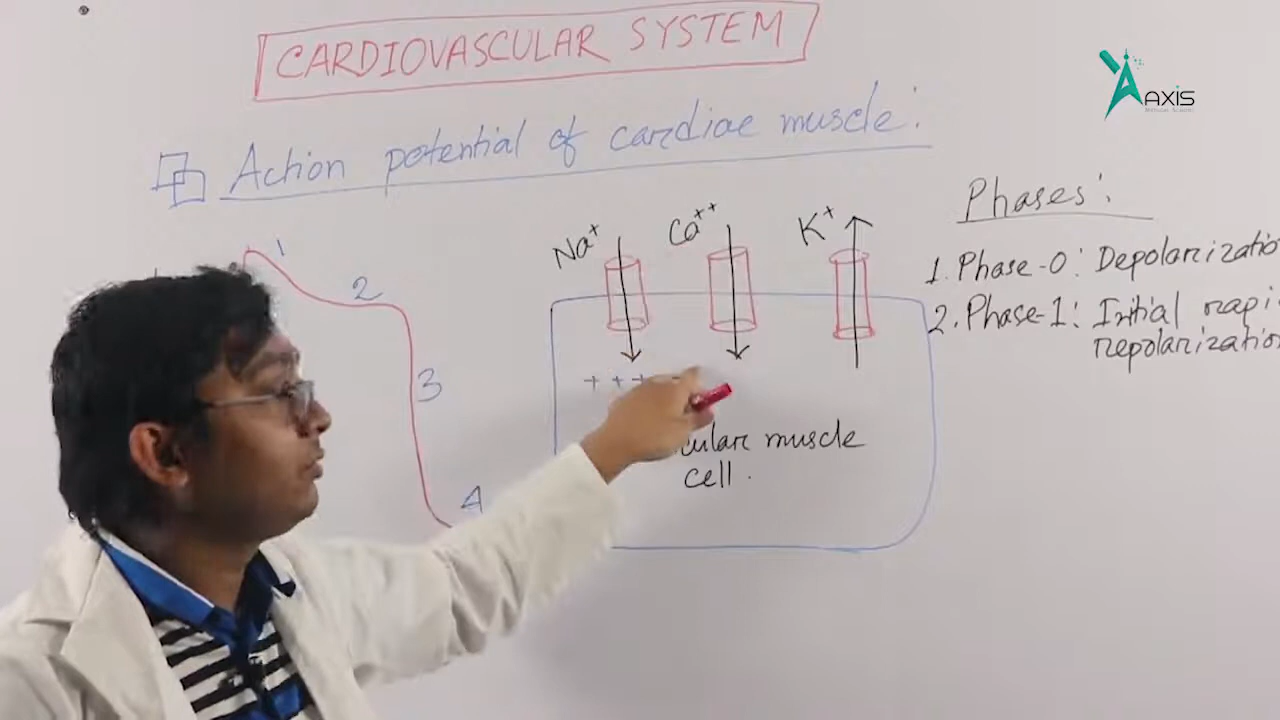 CARDIOVASCULAR SYSTEM
AXIS
Action potential of cardiac muscle:
Na+
Ca++
K+
Phases:
1
2
3
4
+ + +
cular muscle
cell.
1. Phase-0: Depolarizatio
2. Phase-1: Initial rapi
repolarizatio